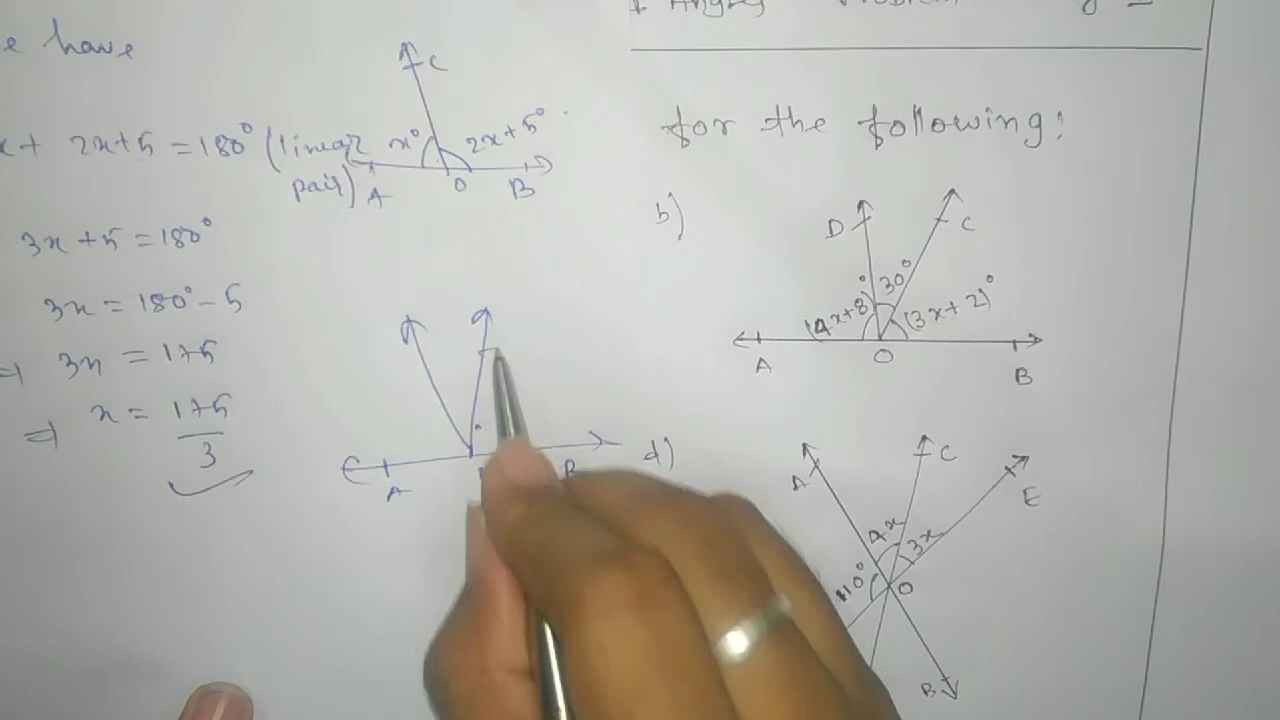 e have
x + 2x+5 = 180° (linear pair)
3x + 5 = 180°
3x = 180° - 5
⇒ 3x = 175
⇒ x = 175/3
C
x° 2x+5°
A O B
A B
for the following:
b)
D C
30°
(4x+8)° (3x+2)°
A O B
d)
A C E
4x 3x
110° O
B